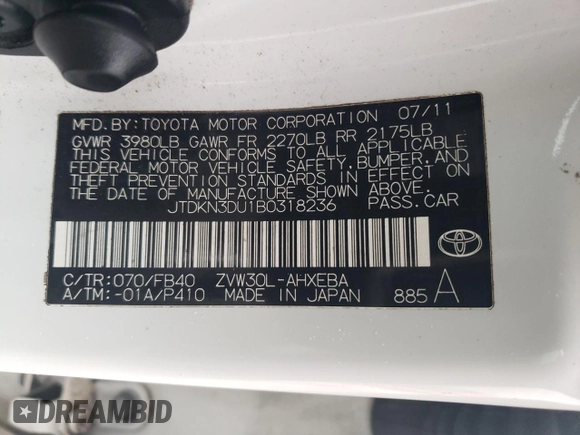 MFD. BY: TOYOTA MOTOR CORPORATION 07/11
GVWR 3980LB GAWR FR 2270LB RR 2175LB
THIS VEHICLE CONFORMS TO ALL APPLICABLE
FEDERAL MOTOR VEHICLE SAFETY, BUMPER, AND
THEFT PREVENTION STANDARDS IN EFFECT ON
THE DATE OF MANUFACTURE SHOWN ABOVE.
JTDKN3DU1B0318236 PASS. CAR
C/TR: 070/FB40 ZVW30L-AHXEBA
A/TM: -01A/P410 MADE IN JAPAN 885 A
DREAMBID